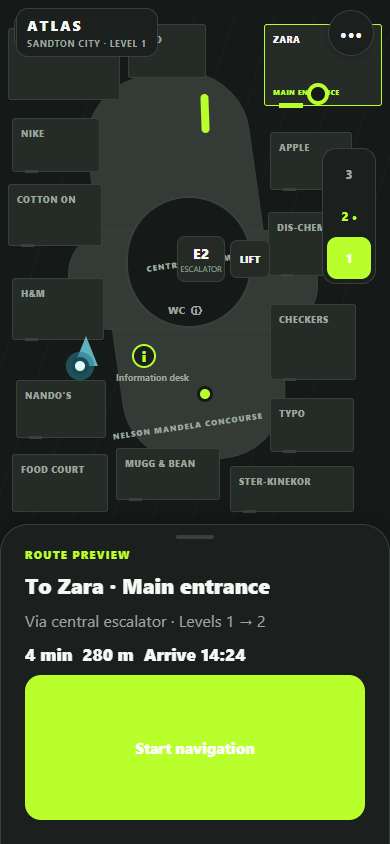 ATLAS
SANDTON CITY · LEVEL 1
ZARA
MAIN
NIKE
APPLE
3
COTTON ON
2
DIS-CHEM
E2
ESCALATOR
LIFT
1
H&M
WC
CHECKERS
Information desk
NANDO'S
TYPO
NELSON MANDELA CONCOURSE
MUGG & BEAN
FOOD COURT
STER-KINEKOR
ROUTE PREVIEW
To Zara · Main entrance
Via central escalator · Levels 1 → 2
4 min 280 m Arrive 14:24
Start navigation